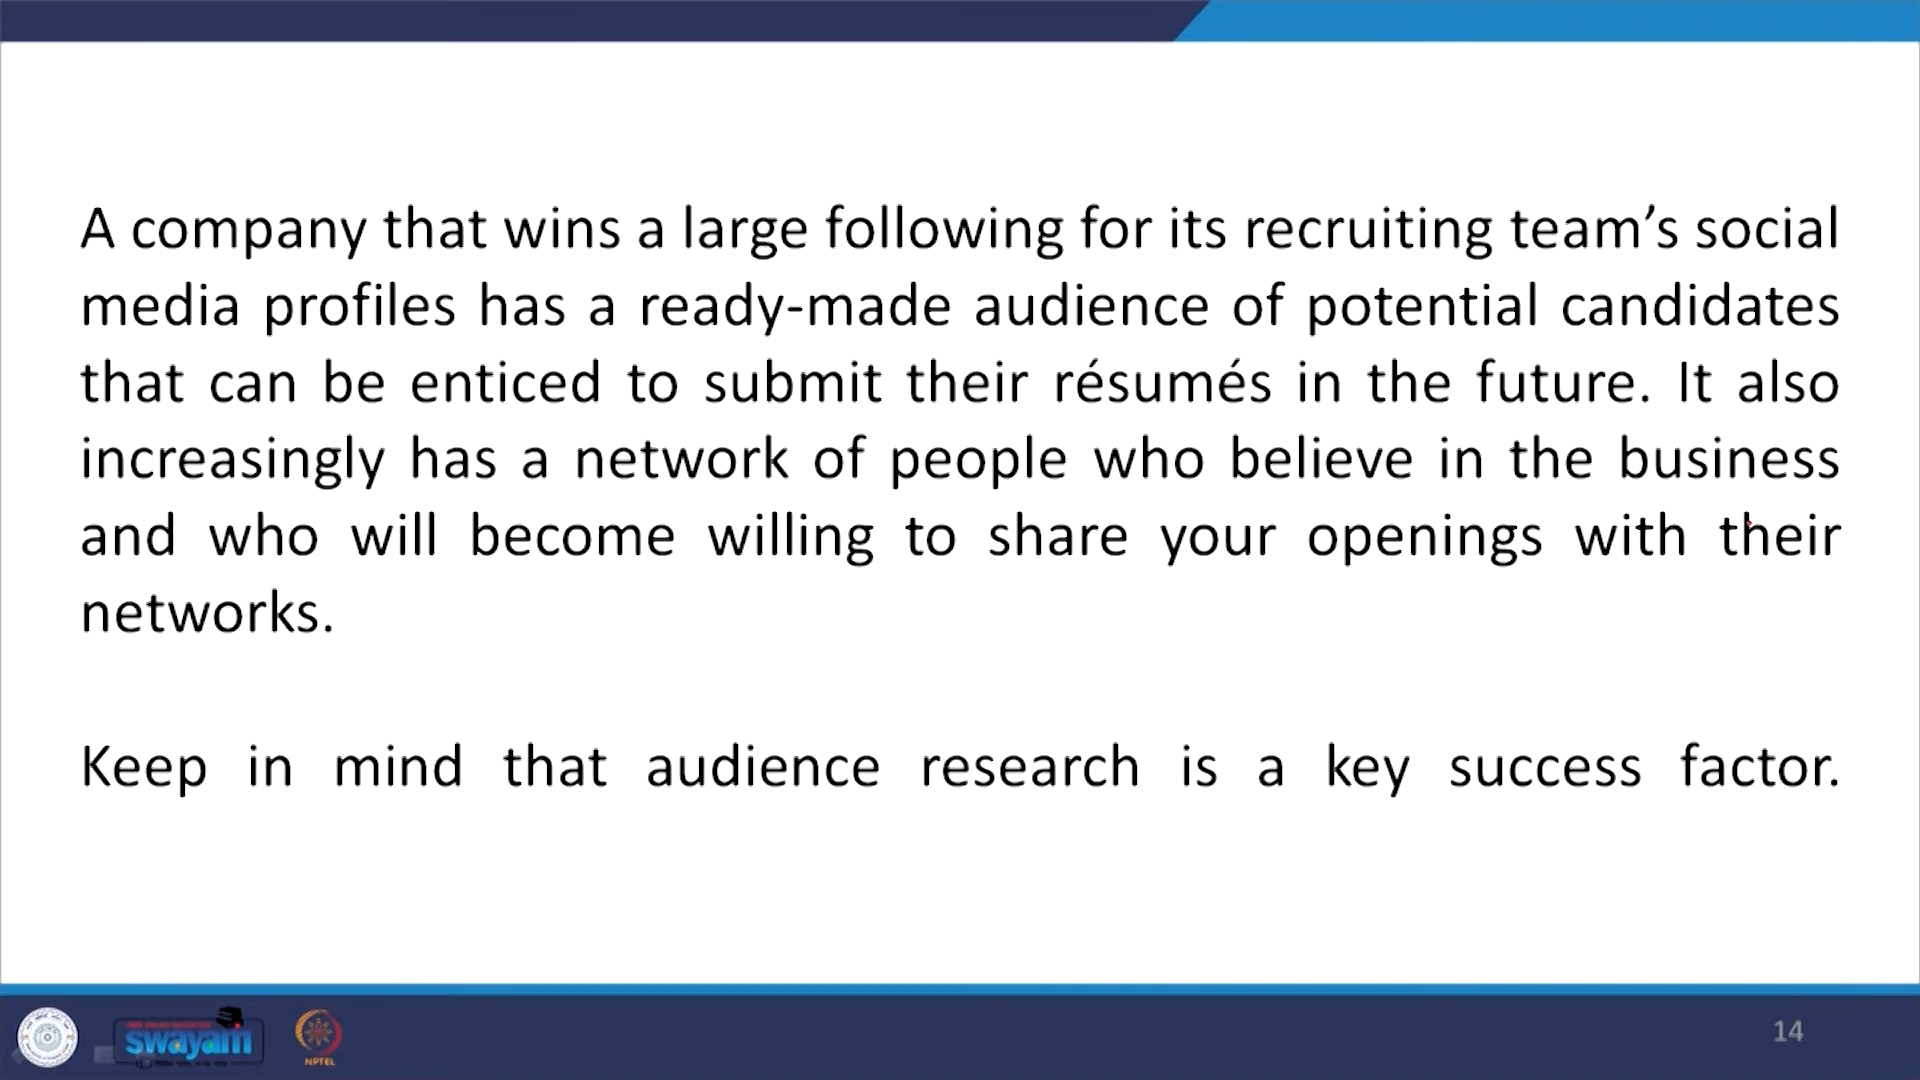 A company that wins a large following for its recruiting team’s social
media profiles has a ready-made audience of potential candidates
that can be enticed to submit their résumés in the future. It also
increasingly has a network of people who believe in the business
and who will become willing to share your openings with their
networks.
Keep in mind that audience research is a key success factor.
swayam
NPTEL
14